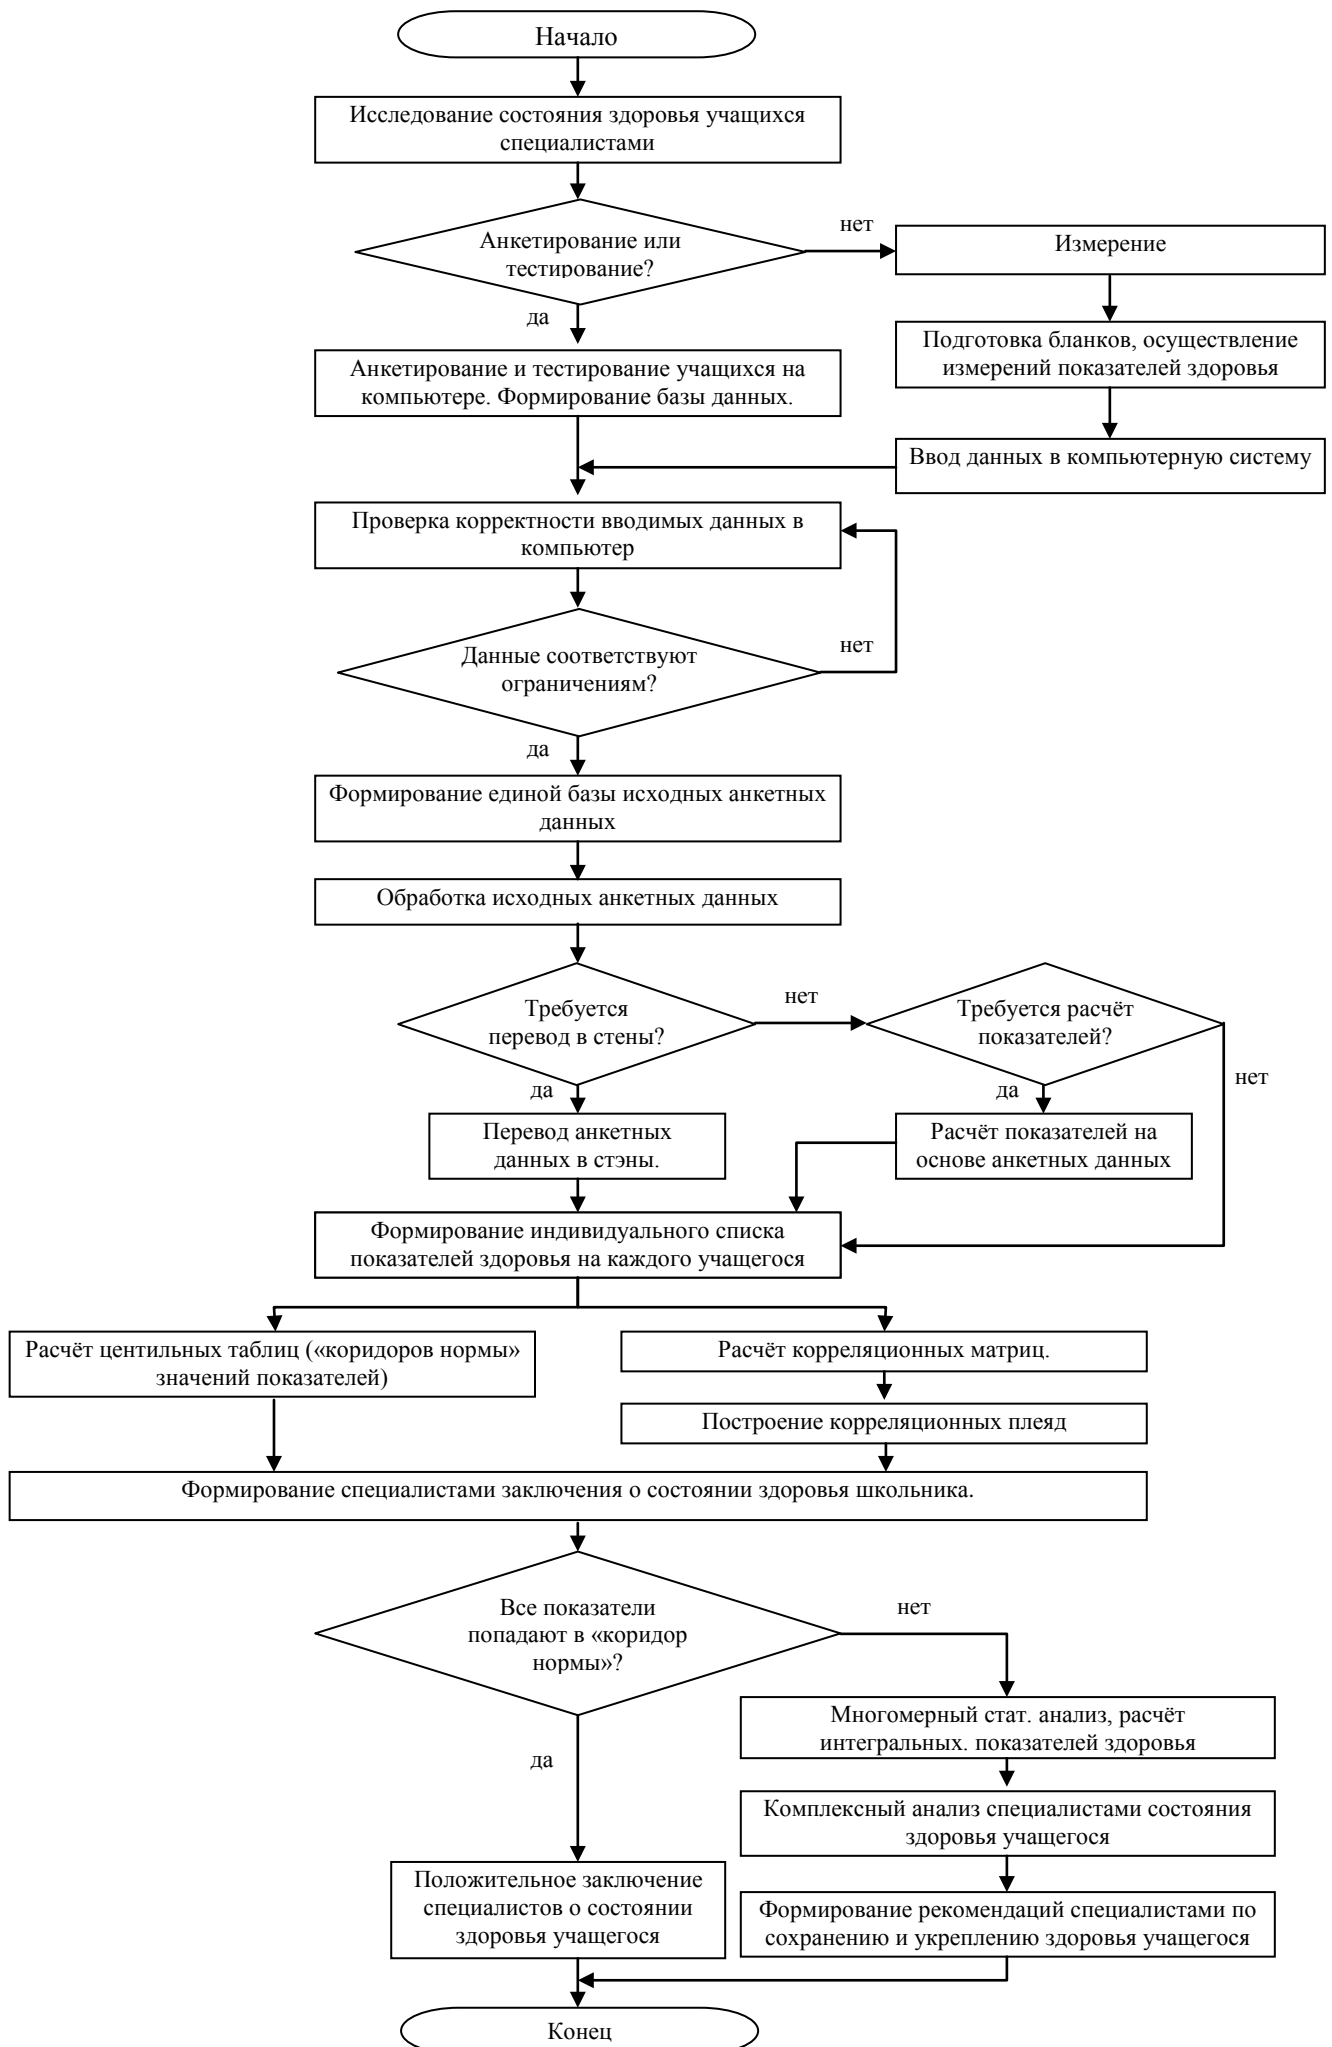 Начало
Исследование состояния здоровья учащихся
специалистами
Анкетирование или
тестирование?
нет
Измерение
да
Подготовка бланков, осуществление
измерений показателей здоровья
Анкетирование и тестирование учащихся на
компьютере. Формирование базы данных.
Ввод данных в компьютерную систему
Проверка корректности вводимых данных в
компьютер
Данные соответствуют
ограничениям?
нет
да
Формирование единой базы исходных анкетных
данных
Обработка исходных анкетных данных
Требуется
перевод в стены?
нет
Требуется расчёт
показателей?
нет
да
да
Перевод анкетных
данных в стэны.
Расчёт показателей на
основе анкетных данных
Формирование индивидуального списка
показателей здоровья на каждого учащегося
Расчёт центильных таблиц («коридоров нормы»
значений показателей)
Расчёт корреляционных матриц.
Построение корреляционных плеяд
Формирование специалистами заключения о состоянии здоровья школьника.
Все показатели
попадают в «коридор
нормы»?
нет
да
Многомерный стат. анализ, расчёт
интегральных. показателей здоровья
Комплексный анализ специалистами состояния
здоровья учащегося
Положительное заключение
специалистов о состоянии
здоровья учащегося
Формирование рекомендаций специалистами по
сохранению и укреплению здоровья учащегося
Конец